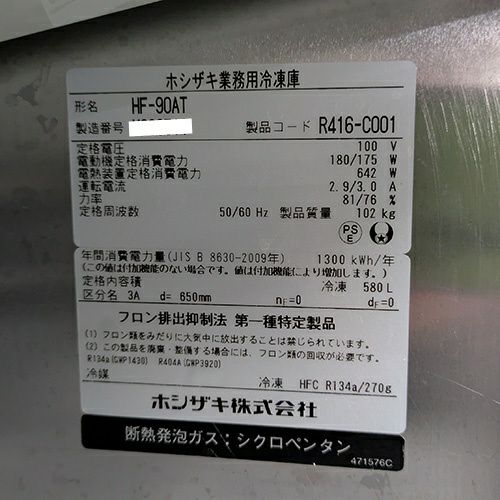 ホシザキ業務用冷凍庫
形名 HF-90AT
製造番号
製品コード R416-C001
定格電圧 100 V
電動機定格消費電力 180/175 W
電熱装置定格消費電力 642 W
運転電流 2.9/3.0 A
力率 81/76 %
定格周波数 50/60 Hz 製品質量 102 kg
PS E
年間消費電力量(JIS B 8630-2009年) 1300 kWh/年
(この値は付加機能のない場合です。値は付加機能により増加します。)
定格内容積 冷凍 580 L
区分名 3A d= 650mm nF=0 dF=0
フロン排出抑制法 第一種特定製品
(1) フロン類をみだりに大気中に放出することは禁じられています。
(2) この製品を廃棄・整備する場合には、フロン類の回収が必要です。
R134a(GWP1430) R404A(GWP3920)
冷媒 冷凍 HFC R134a/270g
ホシザキ株式会社
断熱発泡ガス:シクロペンタン
471576C